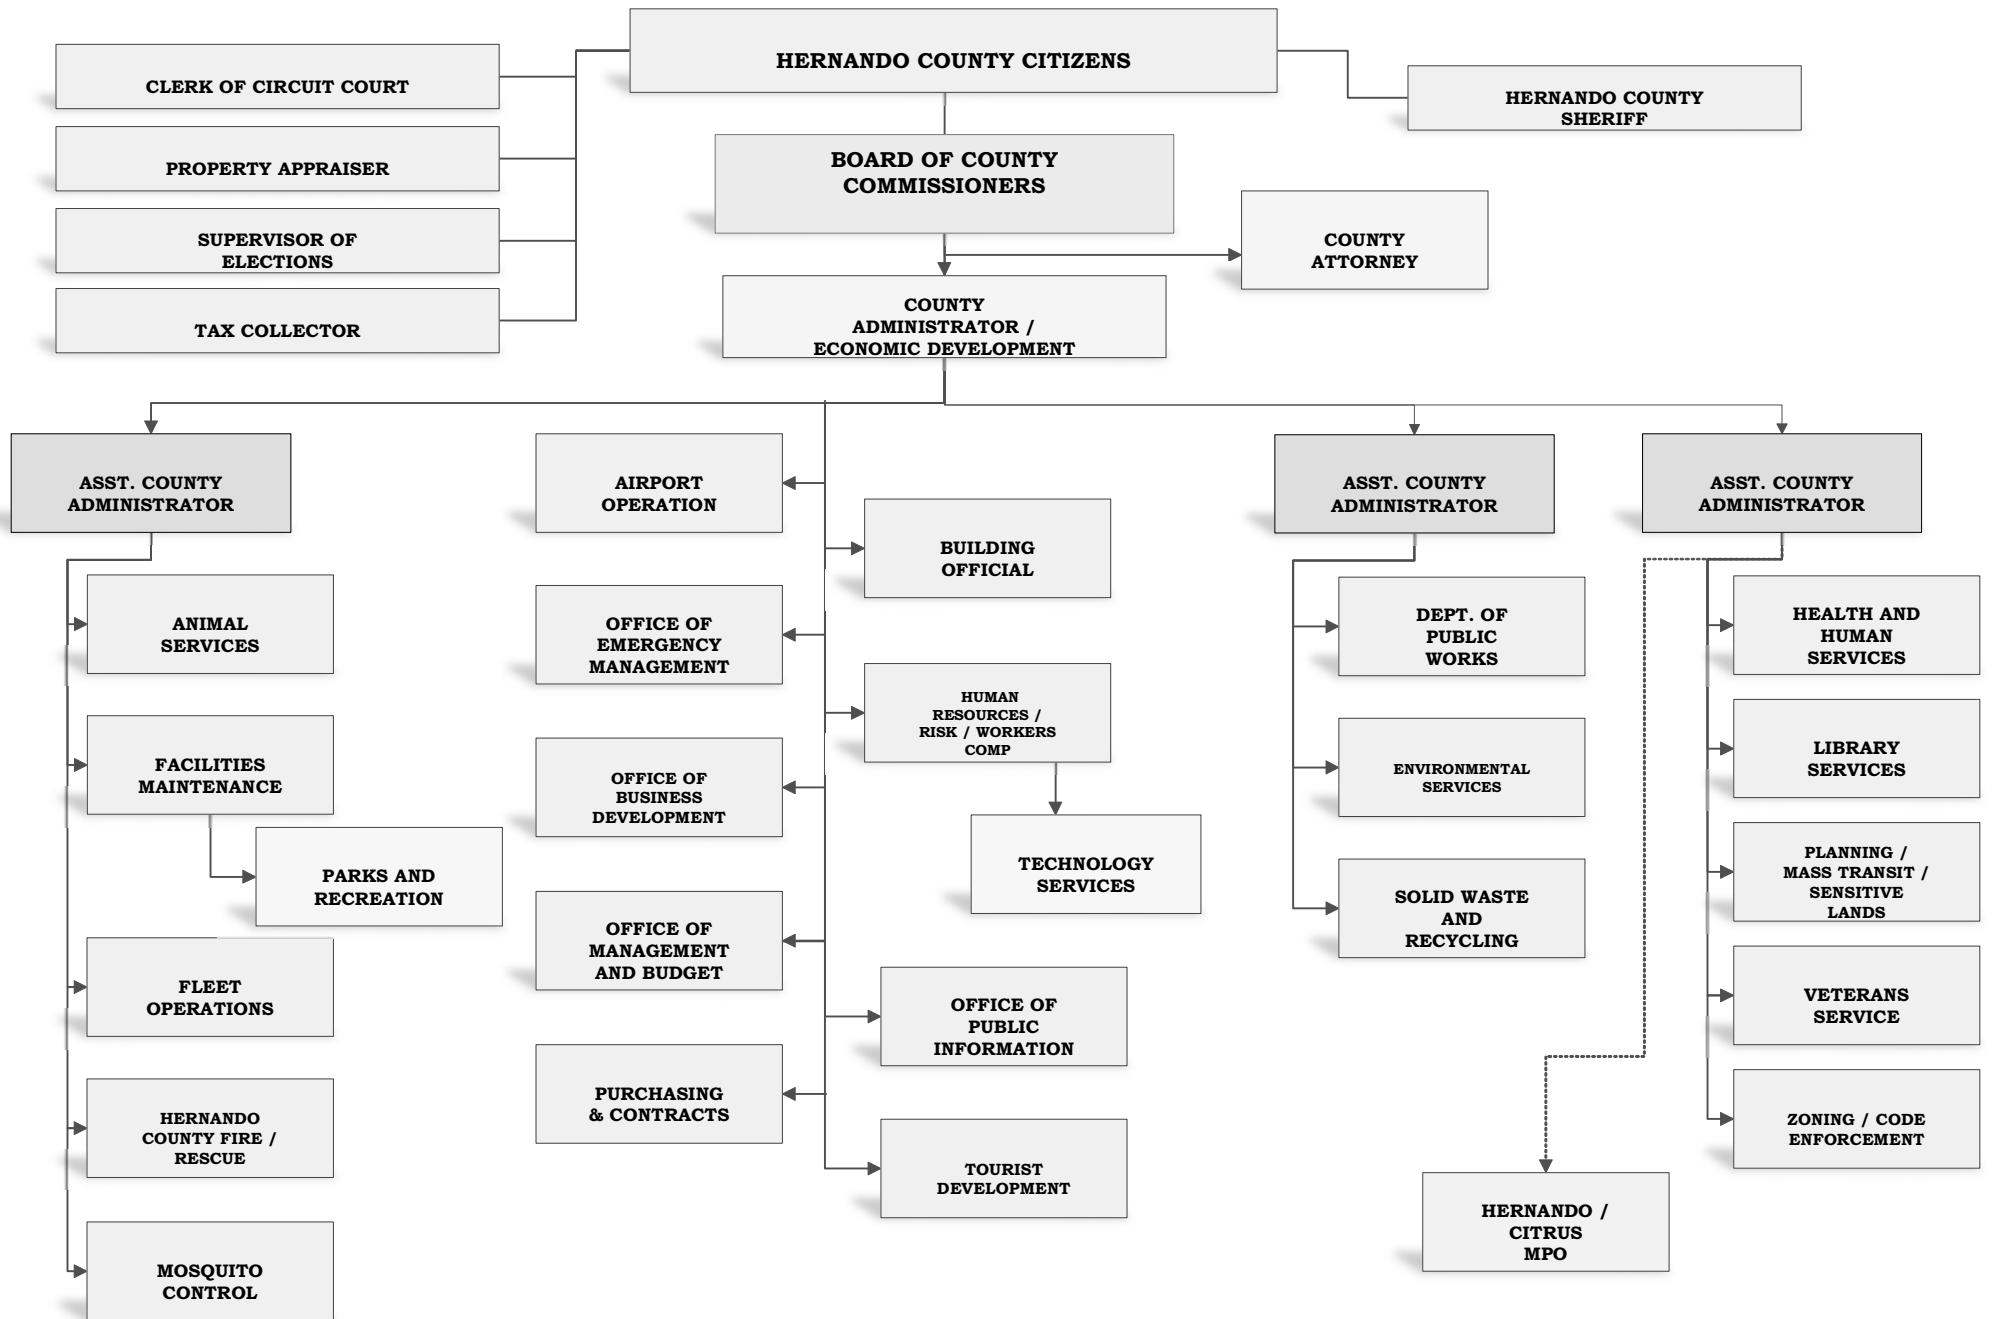 HERNANDO COUNTY CITIZENS
CLERK OF CIRCUIT COURT
HERNANDO COUNTY
SHERIFF
PROPERTY APPRAISER
BOARD OF COUNTY
COMMISSIONERS
SUPERVISOR OF
ELECTIONS
COUNTY
ATTORNEY
TAX COLLECTOR
COUNTY
ADMINISTRATOR /
ECONOMIC DEVELOPMENT
ASST. COUNTY
ADMINISTRATOR
ANIMAL
SERVICES
FACILITIES
MAINTENANCE
PARKS AND
RECREATION
FLEET
OPERATIONS
HERNANDO
COUNTY FIRE /
RESCUE
MOSQUITO
CONTROL
AIRPORT
OPERATION
BUILDING
OFFICIAL
OFFICE OF
EMERGENCY
MANAGEMENT
HUMAN
RESOURCES /
RISK / WORKERS
COMP
OFFICE OF
BUSINESS
DEVELOPMENT
TECHNOLOGY
SERVICES
OFFICE OF
MANAGEMENT
AND BUDGET
OFFICE OF
PUBLIC
INFORMATION
PURCHASING
& CONTRACTS
TOURIST
DEVELOPMENT
ASST. COUNTY
ADMINISTRATOR
DEPT. OF
PUBLIC
WORKS
ENVIRONMENTAL
SERVICES
SOLID WASTE
AND
RECYCLING
ASST. COUNTY
ADMINISTRATOR
HEALTH AND
HUMAN
SERVICES
LIBRARY
SERVICES
PLANNING /
MASS TRANSIT /
SENSITIVE
LANDS
VETERANS
SERVICE
ZONING / CODE
ENFORCEMENT
HERNANDO /
CITRUS
MPO